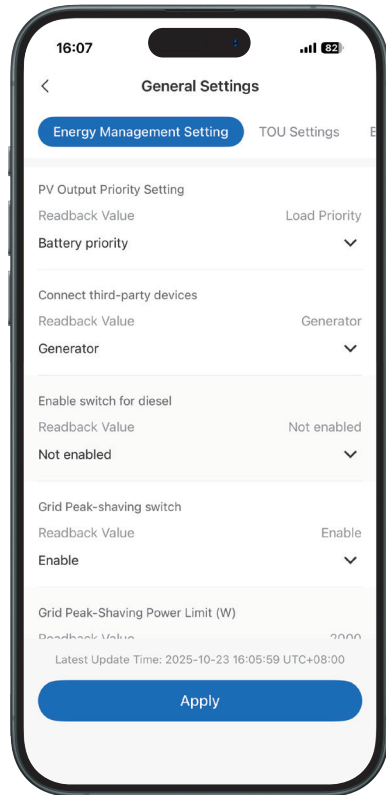 16:07 82
General Settings
Energy Management Setting TOU Settings
PV Output Priority Setting
Readback Value Load Priority
Battery priority
Connect third-party devices
Readback Value Generator
Generator
Enable switch for diesel
Readback Value Not enabled
Not enabled
Grid Peak-shaving switch
Readback Value Enable
Enable
Grid Peak-Shaving Power Limit (W)
Readback Value 2000
Latest Update Time: 2025-10-23 16:05:59 UTC+08:00
Apply